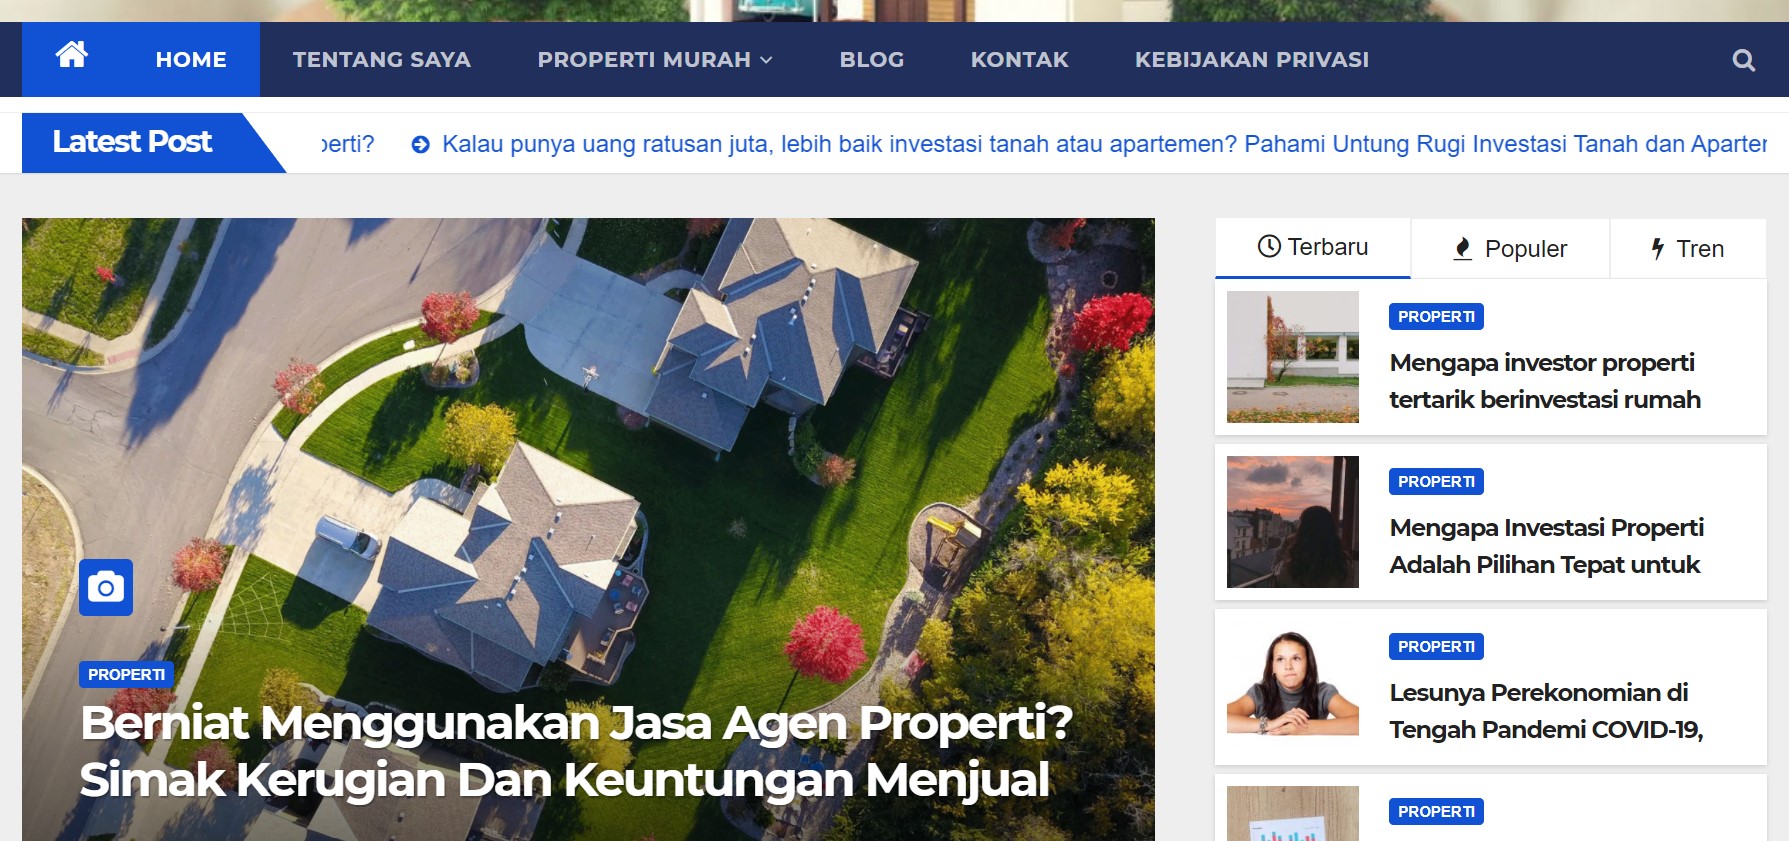 HOME TENTANG SAYA PROPERTI MURAH BLOG KONTAK KEBIJAKAN PRIVASI
Latest Post
Kalau punya uang ratusan juta, lebih baik investasi tanah atau apartemen? Pahami Untung Rugi Investasi Tanah dan
Terbaru Populer Tren
PROPERTI
Mengapa investor properti
tertarik berinvestasi rumah
PROPERTI
Mengapa Investasi Properti
Adalah Pilihan Tepat untuk
PROPERTI
Lesunya Perekonomian di
Tengah Pandemi COVID-19,
PROPERTI
PROPERTI
Berniat Menggunakan Jasa Agen Properti?
Simak Kerugian Dan Keuntungan Menjual